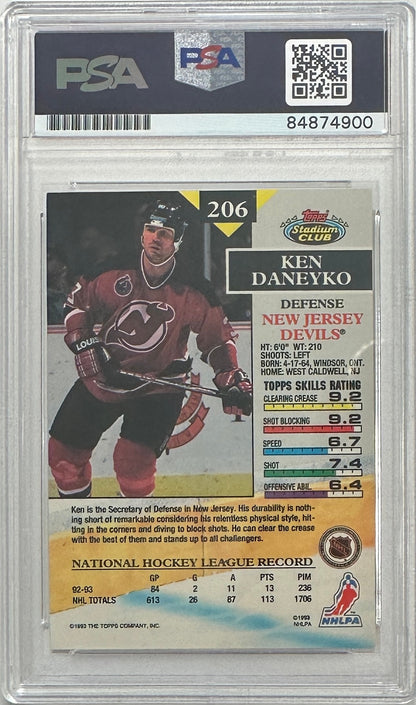 PSA
PSA
84874900
206
Topps
Stadium
CLUB
KEN
DANEYKO
DEFENSE
NEW JERSEY
DEVILS®
HT: 6'0" WT: 210
SHOOTS: LEFT
BORN: 4-17-64, WINDSOR, ONT.
HOME: WEST CALDWELL, NJ
TOPPS SKILLS RATING
CLEARING CREASE 9.2
SHOT BLOCKING 9.2
SPEED 6.7
SHOT 7.4
OFFENSIVE ABIL. 6.4
LOUIS
Ken is the Secretary of Defense in New Jersey. His durability is noth-
ing short of remarkable considering his relentless physical style, hit-
ting in the corners and diving to block shots. He can clear the crease
with the best of them and stands up to all challengers.
NATIONAL HOCKEY LEAGUE RECORD
GP G A PTS PIM
92-93 84 2 11 13 236
NHL TOTALS 613 26 87 113 1706
©1993 THE TOPPS COMPANY, INC.
©1993
NHLPA
NHLPA